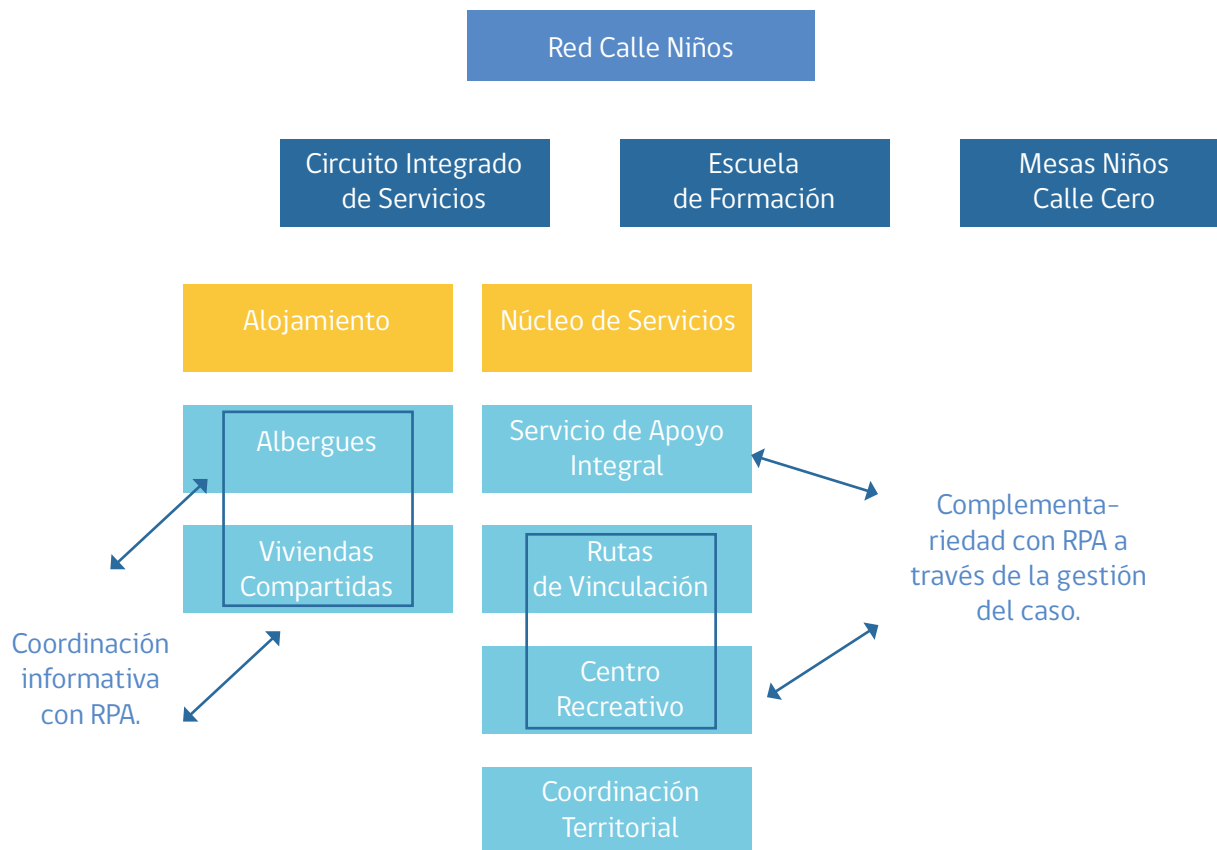 Red Calle Niños
Circuito Integrado
de Servicios
Escuela
de Formación
Mesas Niños
Calle Cero
Alojamiento
Núcleo de Servicios
Albergues
Servicio de Apoyo
Integral
Viviendas
Compartidas
Rutas
de Vinculación
Complementa-
riedad con RPA a
través de la gestión
del caso.
Coordinación
informativa
con RPA.
Centro
Recreativo
Coordinación
Territorial